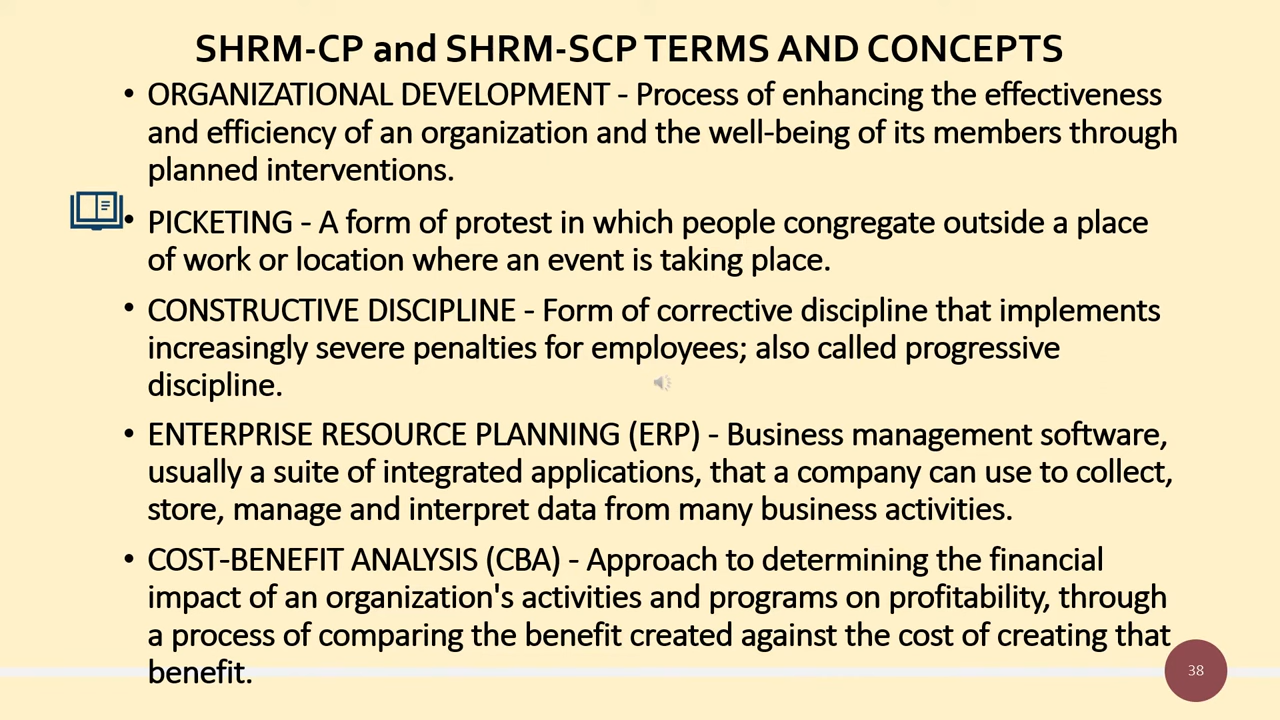 SHRM-CP and SHRM-SCP TERMS AND CONCEPTS
• ORGANIZATIONAL DEVELOPMENT - Process of enhancing the effectiveness
and efficiency of an organization and the well-being of its members through
planned interventions.
• PICKETING - A form of protest in which people congregate outside a place
of work or location where an event is taking place.
• CONSTRUCTIVE DISCIPLINE - Form of corrective discipline that implements
increasingly severe penalties for employees; also called progressive
discipline.
• ENTERPRISE RESOURCE PLANNING (ERP) - Business management software,
usually a suite of integrated applications, that a company can use to collect,
store, manage and interpret data from many business activities.
• COST-BENEFIT ANALYSIS (CBA) - Approach to determining the financial
impact of an organization's activities and programs on profitability, through
a process of comparing the benefit created against the cost of creating that
benefit.
38